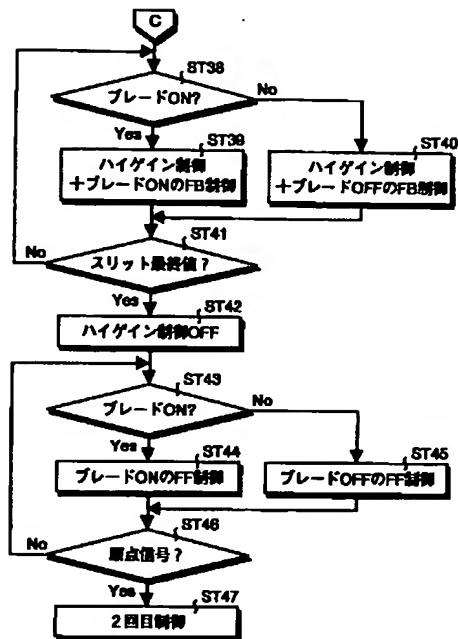 C
ST38
ブレードON?
No
Yes
ST39
ハイゲイン制御
+ブレードONのFB制御
ST40
ハイゲイン制御
+ブレードOFFのFB制御
ST41
スリット最終値?
No
Yes
ST42
ハイゲイン制御OFF
ST43
ブレードON?
No
Yes
ST44
ブレードONのFF制御
ST45
ブレードOFFのFF制御
ST46
原点信号?
No
Yes
ST47
2回目制御